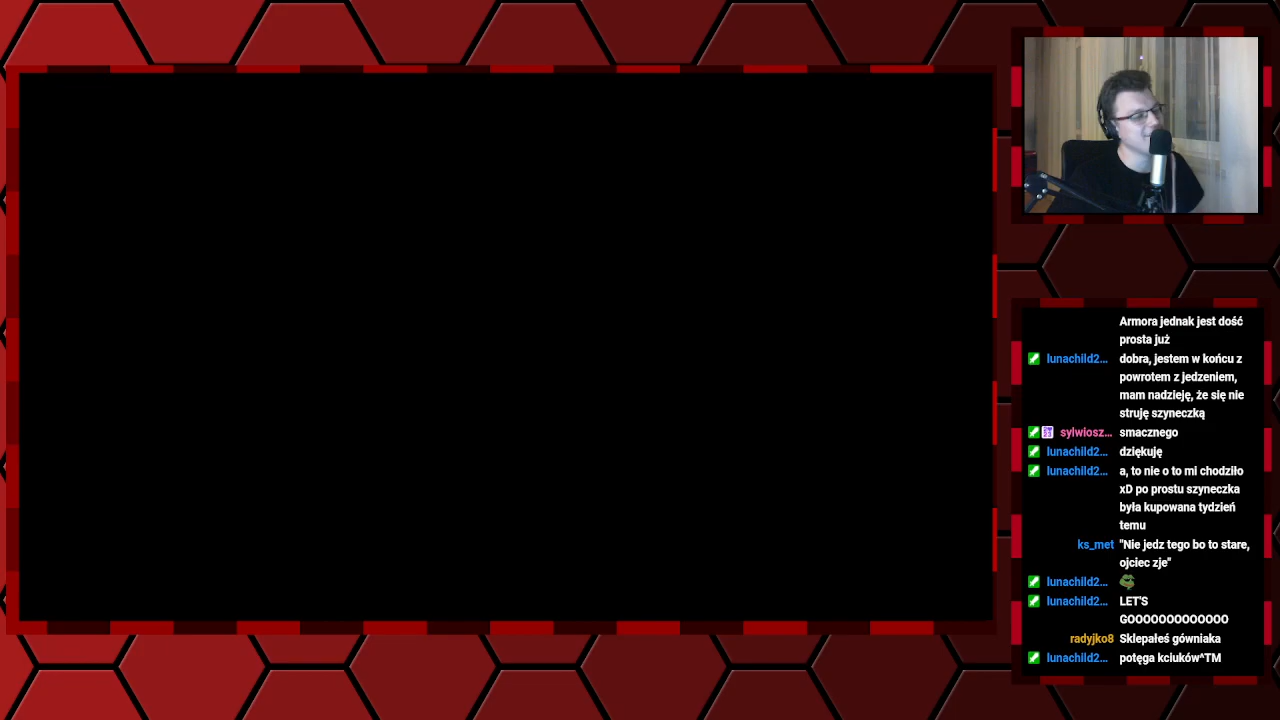 Armora jednak jest dość
prosta już
lunachild2... dobra, jestem w końcu z
powrotem z jedzeniem,
mam nadzieję, że się nie
struję szyneczką
sylwiosz... smacznego
lunachild2... dziękuję
lunachild2... a, to nie o to mi chodziło
xD po prostu szyneczka
była kupowana tydzień
temu
ks_met "Nie jedz tego bo to stare,
ojciec zje"
lunachild2...
lunachild2... LET'S
GOOOOOOOOOOOOO
radyjko8 Sklepałeś gówniaka
lunachild2... potęga kciuków^TM